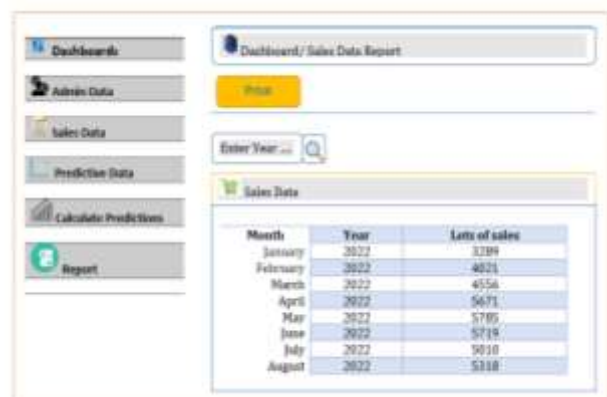 Dashboards
Admin Data
Sales Data
Predictive Data
Calculate Predictions
Report
Dashboard/ Sales Data Report
Print
Enter Year ...
Sales Data
Month Year Lots of sales
January 2022 3289
February 2022 4021
March 2022 4556
April 2022 5671
May 2022 5785
June 2022 5719
July 2022 5010
August 2022 5318